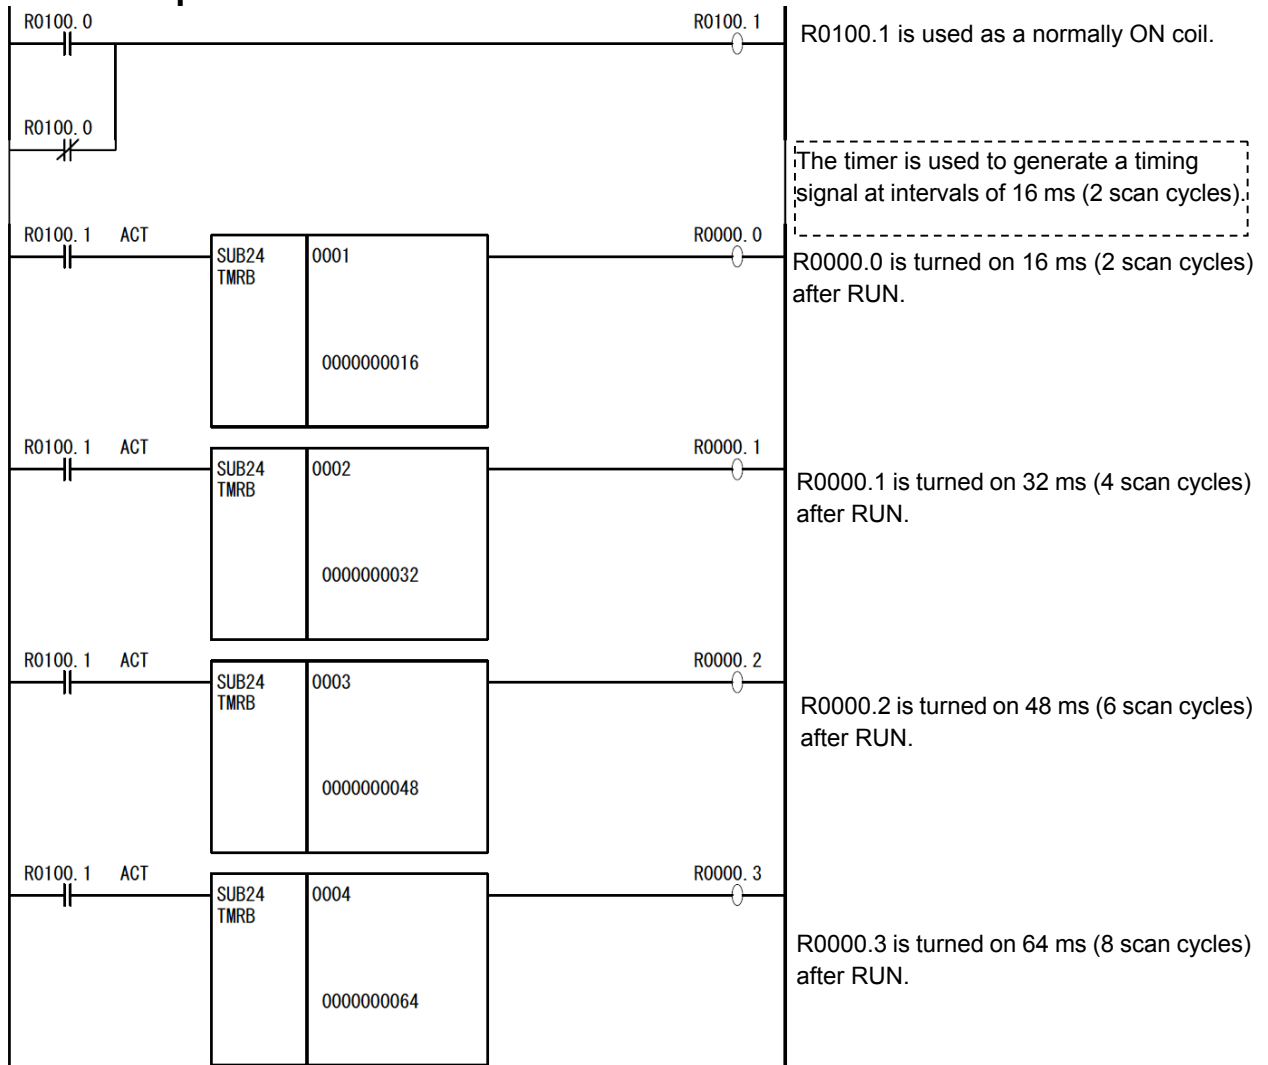 R0100.0
R0100.1
R0100.1 is used as a normally ON coil.
R0100.0
The timer is used to generate a timing
signal at intervals of 16 ms (2 scan cycles).
R0100.1 ACT
SUB24 0001
TMRB
0000000016
R0000.0
R0000.0 is turned on 16 ms (2 scan cycles)
after RUN.
R0100.1 ACT
SUB24 0002
TMRB
0000000032
R0000.1
R0000.1 is turned on 32 ms (4 scan cycles)
after RUN.
R0100.1 ACT
SUB24 0003
TMRB
0000000048
R0000.2
R0000.2 is turned on 48 ms (6 scan cycles)
after RUN.
R0100.1 ACT
SUB24 0004
TMRB
0000000064
R0000.3
R0000.3 is turned on 64 ms (8 scan cycles)
after RUN.